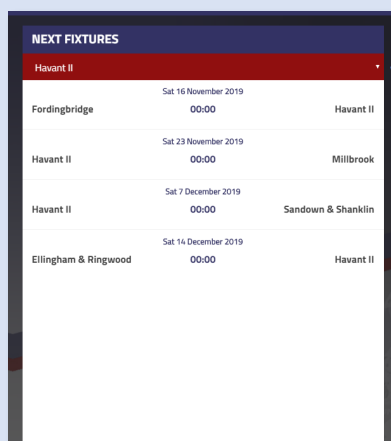 NEXT FIXTURES
Havant II
Sat 16 November 2019
Fordingbridge 00:00 Havant II
Sat 23 November 2019
Havant II 00:00 Millbrook
Sat 7 December 2019
Havant II 00:00 Sandown & Shanklin
Sat 14 December 2019
Ellingham & Ringwood 00:00 Havant II